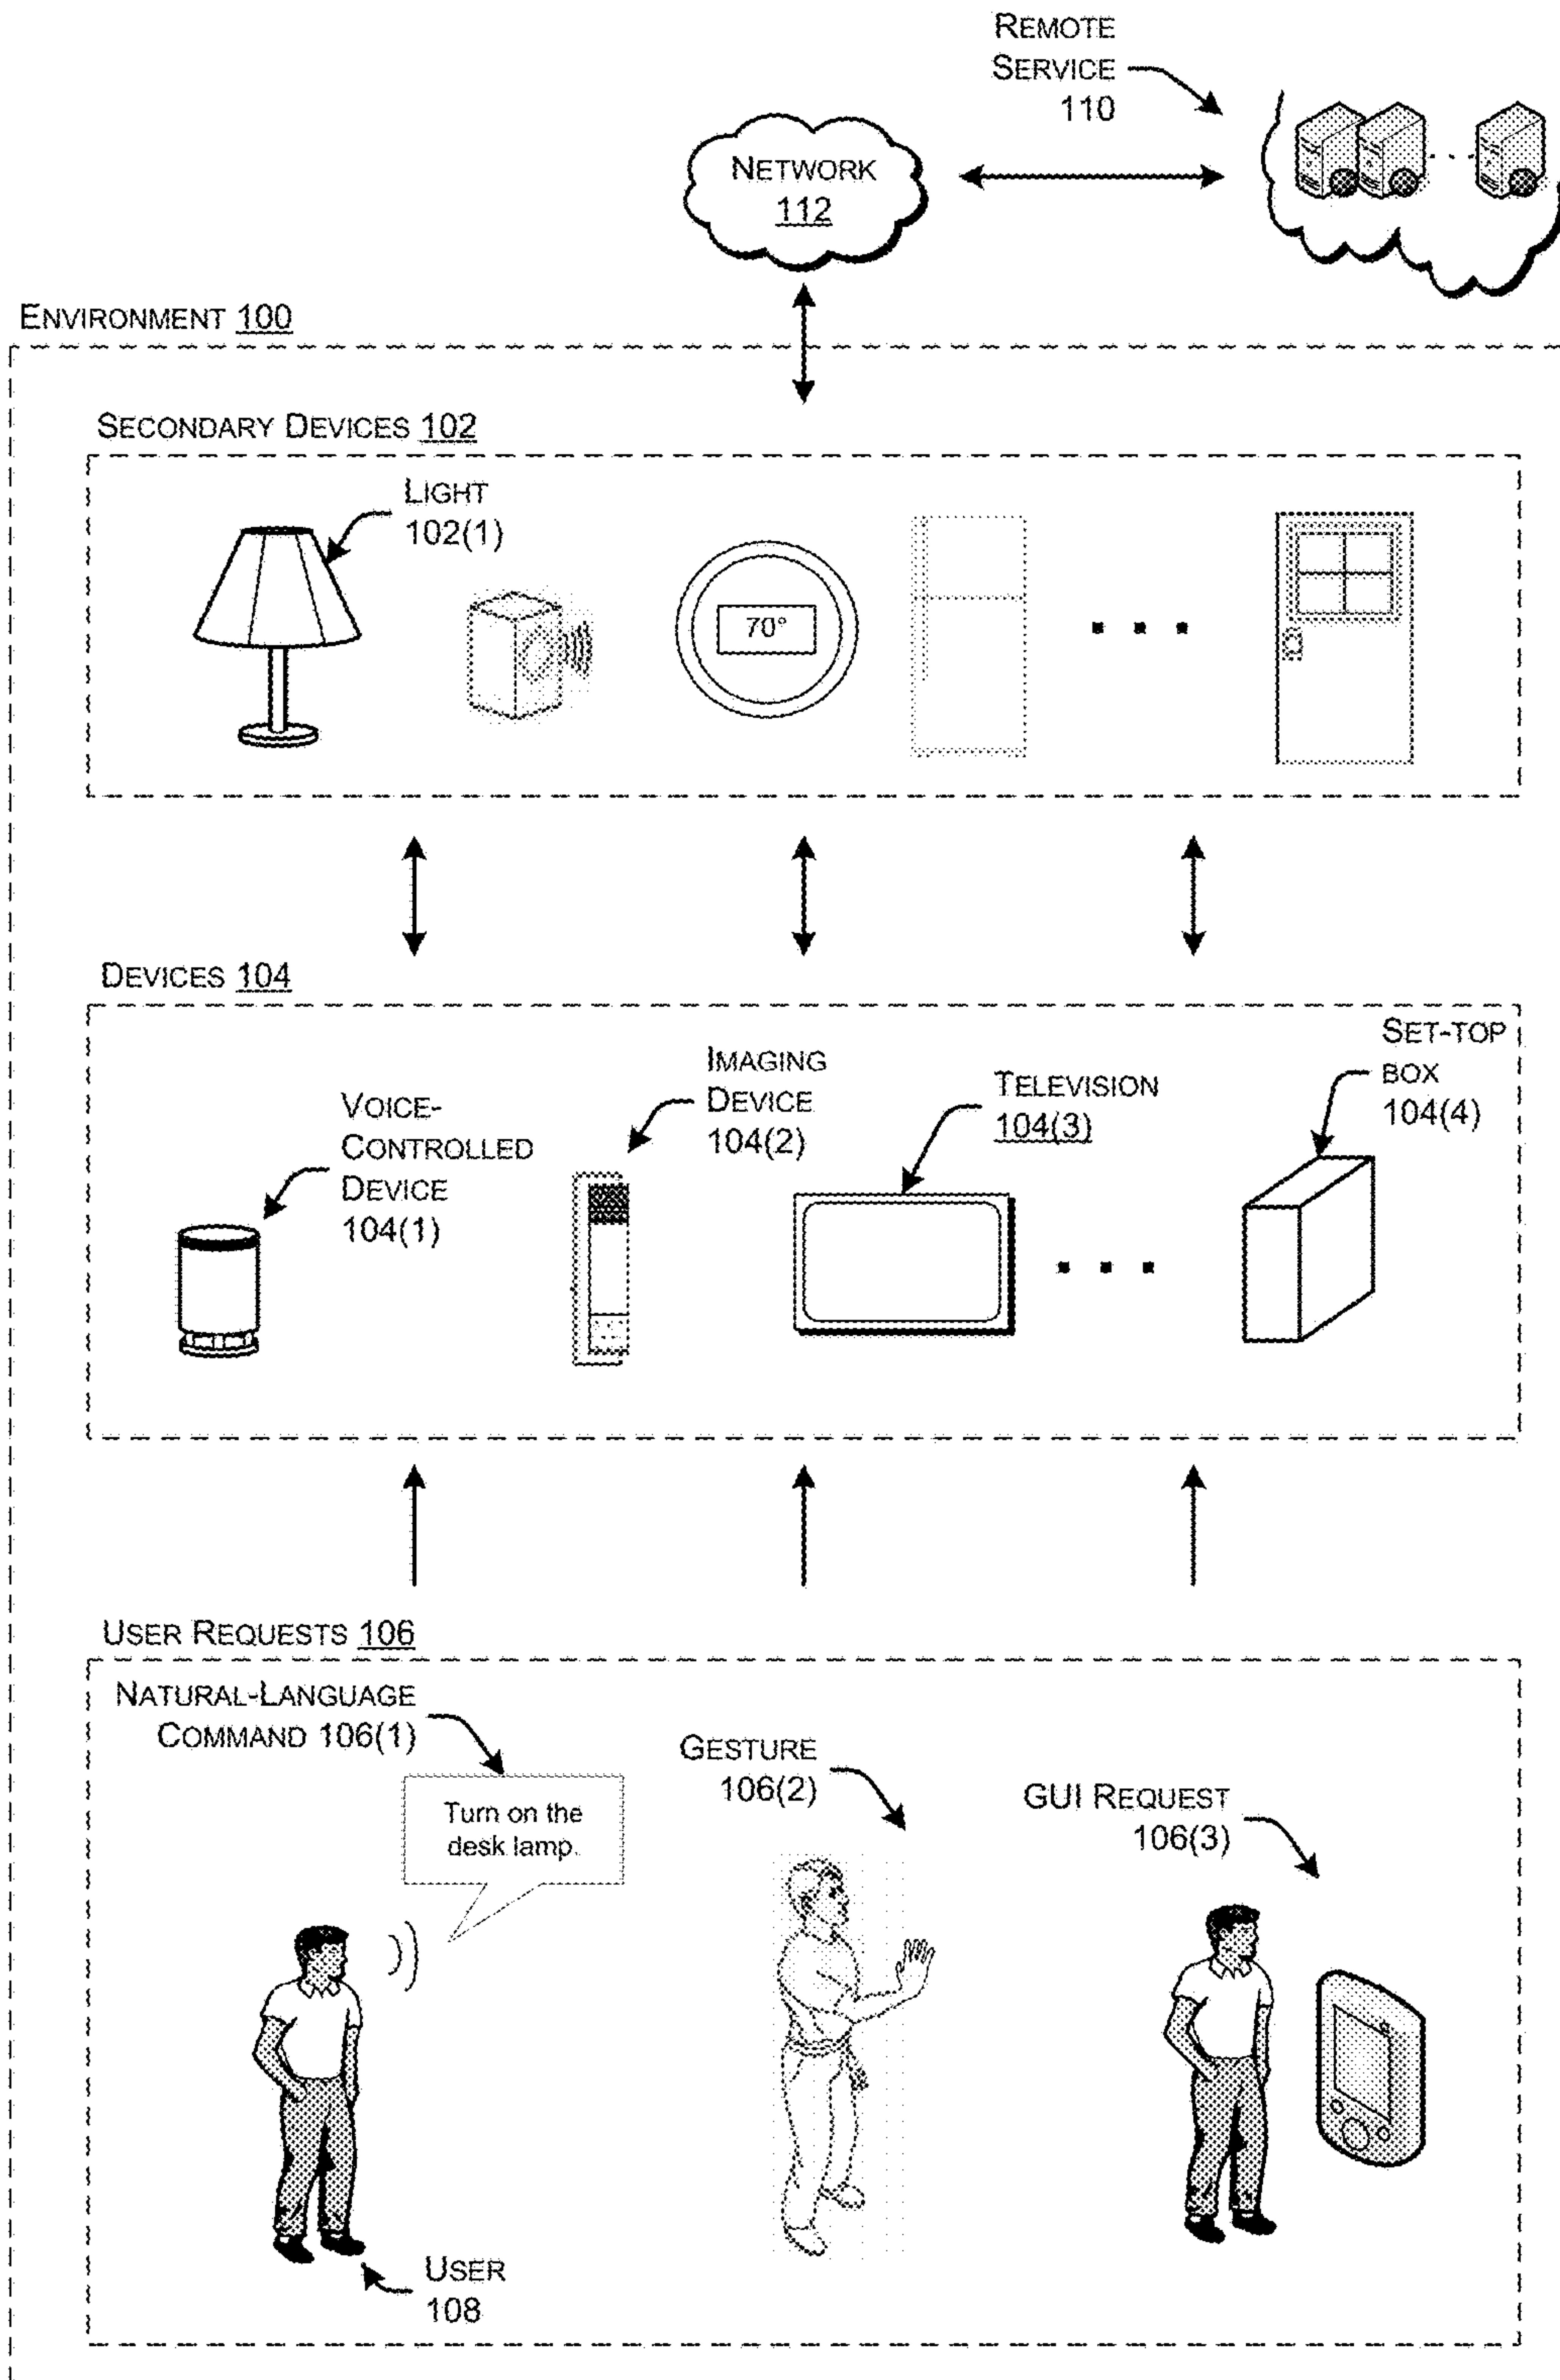 REMOTE
SERVICE
110
NETWORK
112
ENVIRONMENT 100
SECONDARY DEVICES 102
LIGHT
102(1)
70°
DEVICES 104
VOICE-
CONTROLLED
DEVICE
104(1)
IMAGING
DEVICE
104(2)
TELEVISION
104(3)
SET-TOP
BOX
104(4)
USER REQUESTS 106
NATURAL-LANGUAGE
COMMAND 106(1)
Turn on the
desk lamp.
GESTURE
106(2)
GUI REQUEST
106(3)
USER
108